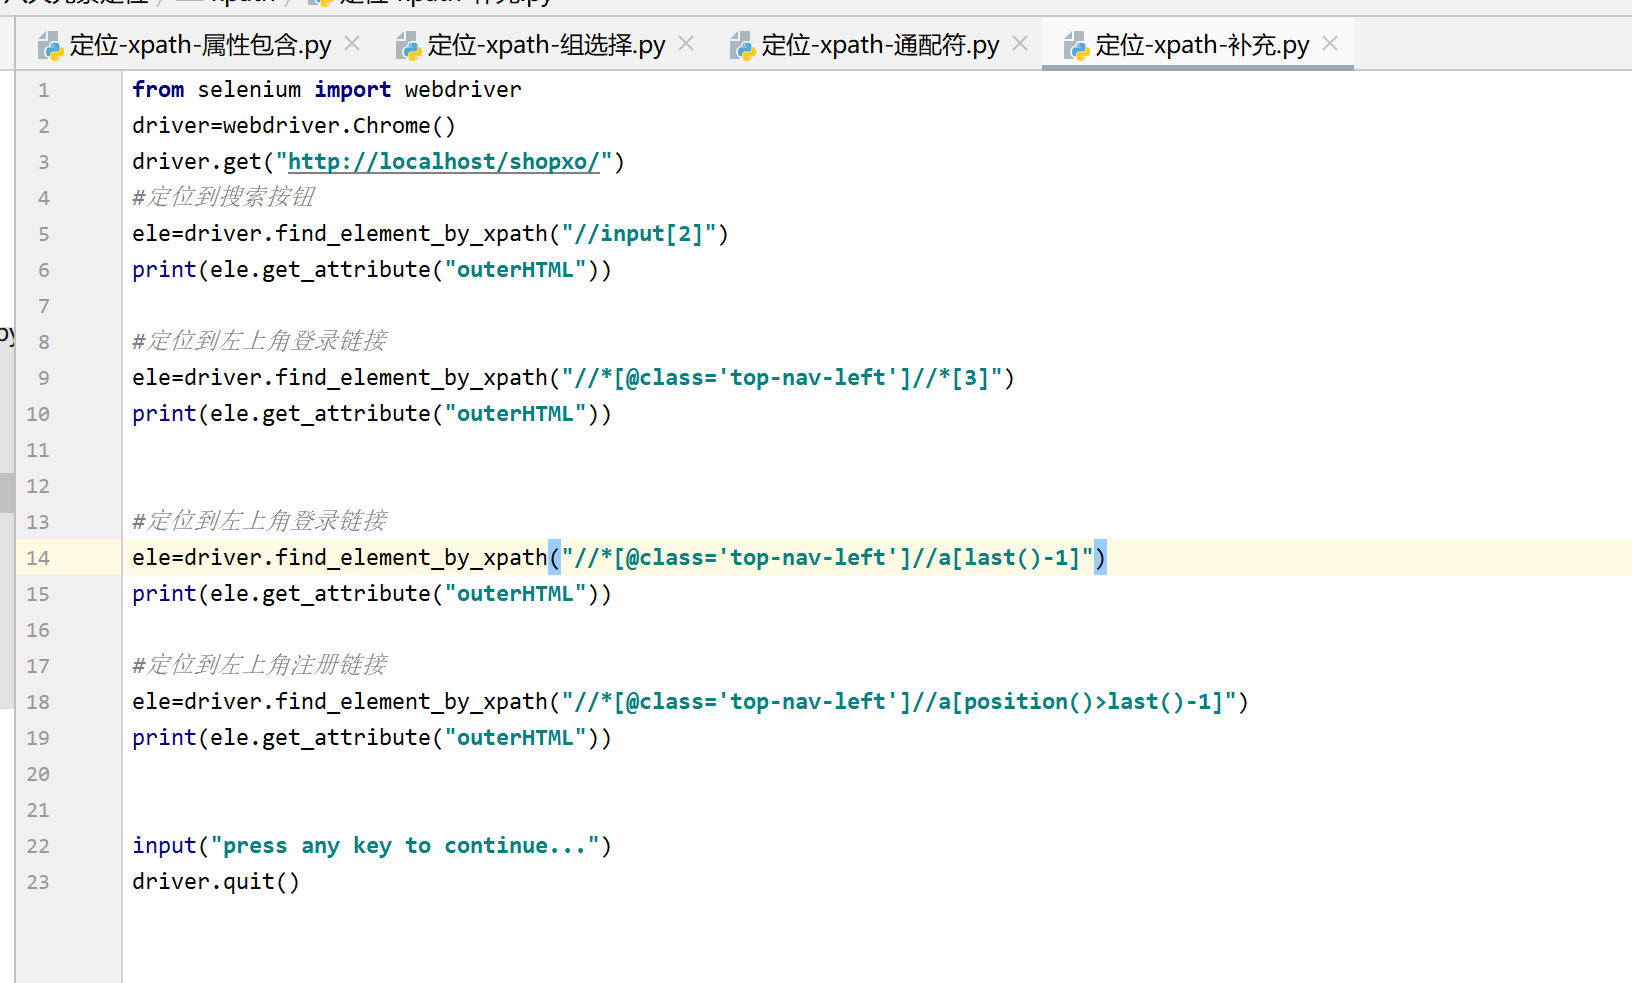 定位-xpath-属性包含.py
定位-xpath-组选择.py
定位-xpath-通配符.py
定位-xpath-补充.py
1 from selenium import webdriver
2 driver=webdriver.Chrome()
3 driver.get("http://localhost/shopxo/")
4 #定位到搜索按钮
5 ele=driver.find_element_by_xpath("//input[2]")
6 print(ele.get_attribute("outerHTML"))
7
8 #定位到左上角登录链接
9 ele=driver.find_element_by_xpath("//*[@class='top-nav-left']//*[3]")
10 print(ele.get_attribute("outerHTML"))
11
12
13 #定位到左上角登录链接
14 ele=driver.find_element_by_xpath("//*[@class='top-nav-left']//a[last()-1]")
15 print(ele.get_attribute("outerHTML"))
16
17 #定位到左上角注册链接
18 ele=driver.find_element_by_xpath("//*[@class='top-nav-left']//a[position()>last()-1]")
19 print(ele.get_attribute("outerHTML"))
20
21
22 input("press any key to continue...")
23 driver.quit()